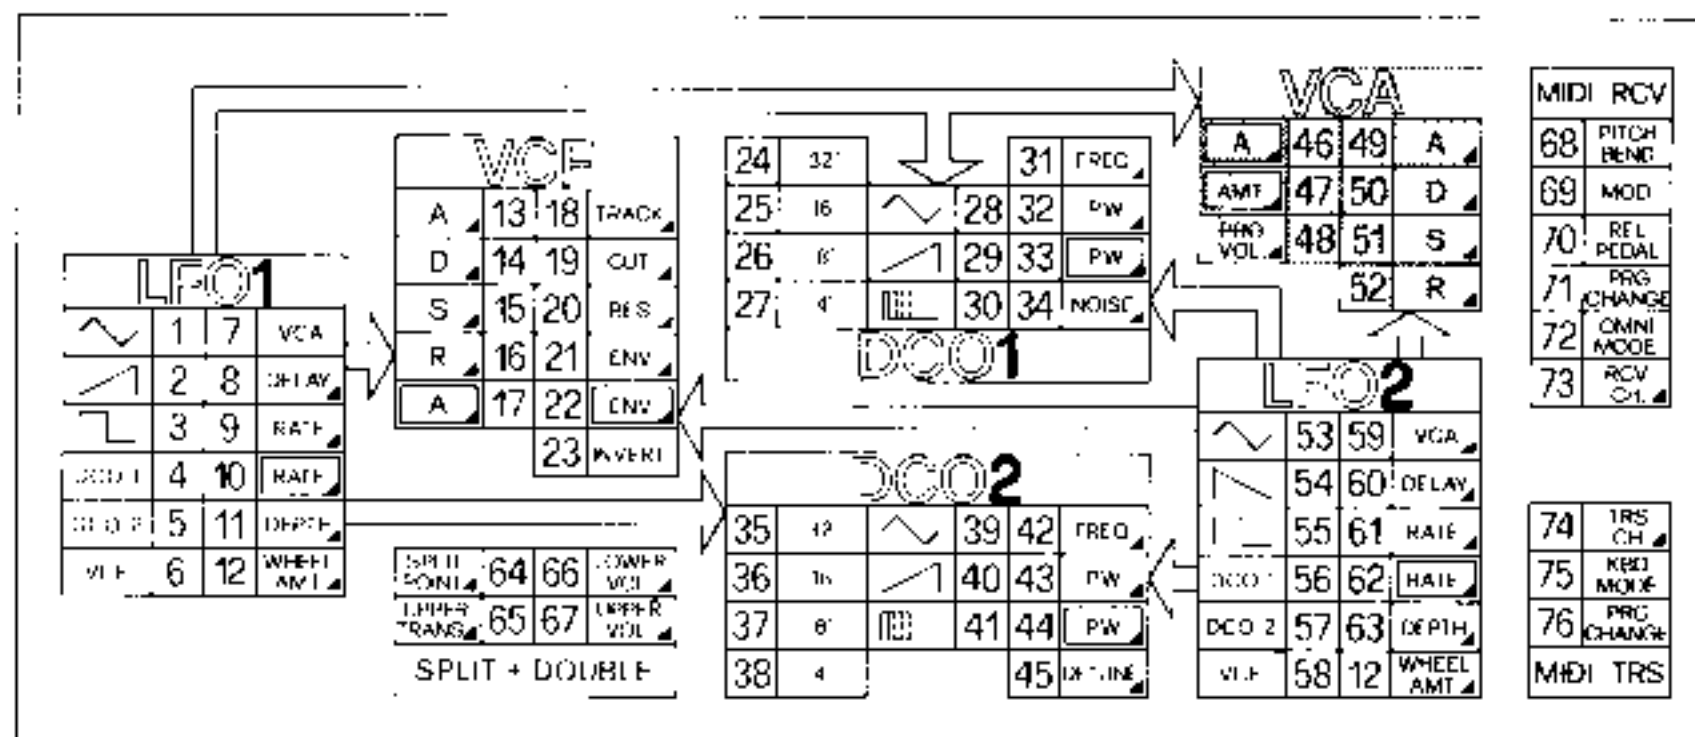 LFO1
1 7 VCA
2 8 DELAY
3 9 RATE
DCO 1 4 10 RATE
DCO 2 5 11 DEPTH
VCF 6 12 WHEEL AMT
VCF
A 13 18 TRACK
D 14 19 CUT
S 15 20 RES
R 16 21 ENV
A 17 22 ENV
23 INVERT
SPLIT POINT 64 66 LOWER VOL
UPPER TRANS 65 67 UPPER VOL
SPLIT + DOUBLE
24 32' 31 FREQ
25 16 28 32 PW
26 8' 29 33 PW
27 4' 30 34 NOISE
DCO1
DCO2
35 39 42 FREQ
36 16 40 43 PW
37 8' 41 44 PW
38 4 45 DETUNE
VCA
A 46 49 A
AMT 47 50 D
PRG VOL 48 51 S
52 R
LFO2
53 59 VCA
54 60 DELAY
55 61 RATE
DCO 1 56 62 RATE
DCO 2 57 63 DEPTH
VCF 58 12 WHEEL AMT
MIDI RCV
68 PITCH BEND
69 MOD
70 REL PEDAL
71 PRG CHANGE
72 OMNI MODE
73 RCV CH.
74 TRS CH
75 KBD MODE
76 PRG CHANGE
MIDI TRS